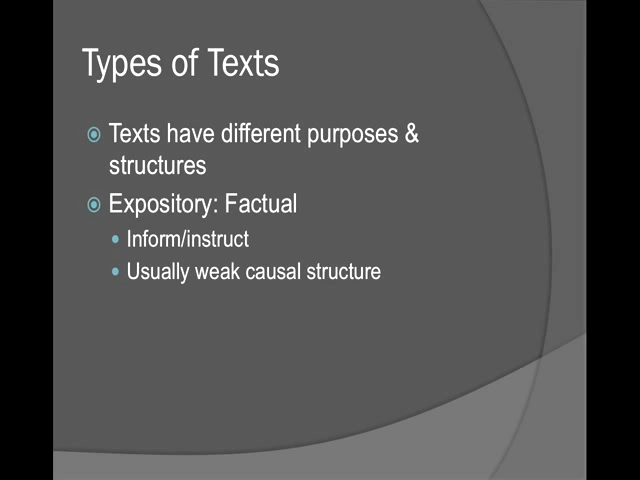 Types of Texts
Texts have different purposes &
structures
Expository: Factual
Inform/instruct
Usually weak causal structure